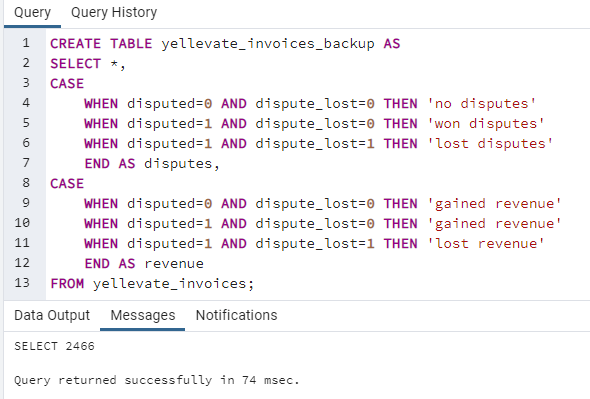 Query Query History
1 CREATE TABLE yellevate_invoices_backup AS
2 SELECT *,
3 CASE
4 WHEN disputed=0 AND dispute_lost=0 THEN 'no disputes'
5 WHEN disputed=1 AND dispute_lost=0 THEN 'won disputes'
6 WHEN disputed=1 AND dispute_lost=1 THEN 'lost disputes'
7 END AS disputes,
8 CASE
9 WHEN disputed=0 AND dispute_lost=0 THEN 'gained revenue'
10 WHEN disputed=1 AND dispute_lost=0 THEN 'gained revenue'
11 WHEN disputed=1 AND dispute_lost=1 THEN 'lost revenue'
12 END AS revenue
13 FROM yellevate_invoices;
Data Output Messages Notifications
SELECT 2466
Query returned successfully in 74 msec.